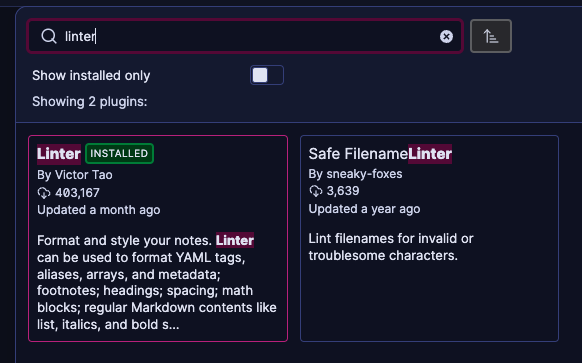 linter
Show installed only
Showing 2 plugins:
Linter INSTALLED
By Victor Tao
403,167
Updated a month ago
Format and style your notes. Linter
can be used to format YAML tags,
aliases, arrays, and metadata;
footnotes; headings; spacing; math
blocks; regular Markdown contents like
list, italics, and bold s...
Safe FilenameLinter
By sneaky-foxes
3,639
Updated a year ago
Lint filenames for invalid or
troublesome characters.